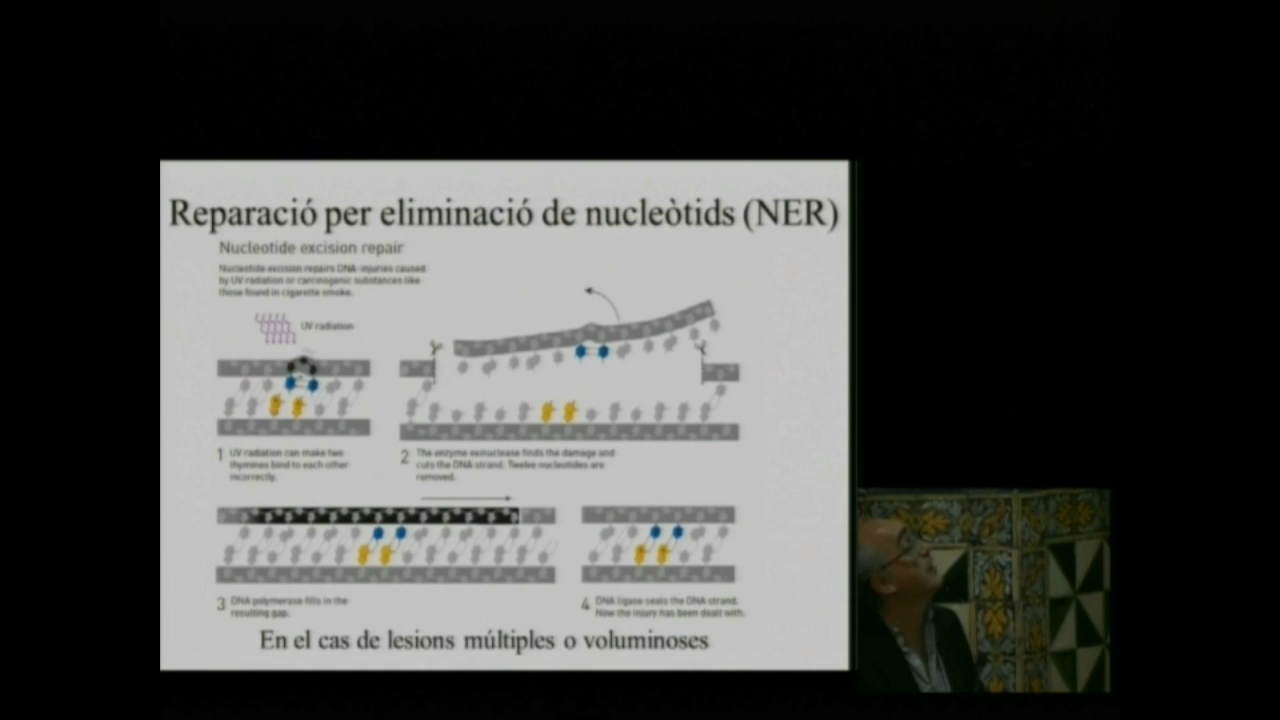 Reparació per eliminació de nucleòtids (NER)
Nucleotide excision repair
Nucleotide excision repairs DNA-injuries caused
by UV radiation or carcinogenic substances like
those found in cigarette smoke.
UV radiation
1 UV radiation can make two
thymines bind to each other
incorrectly.
2 The enzyme exinuclease finds the damage and
cuts the DNA strand. Twelve nucleotides are
removed.
3 DNA polymerase fills in the
resulting gap.
4 DNA ligase seals the DNA strand.
Now the injury has been dealt with.
En el cas de lesions múltiples o voluminoses